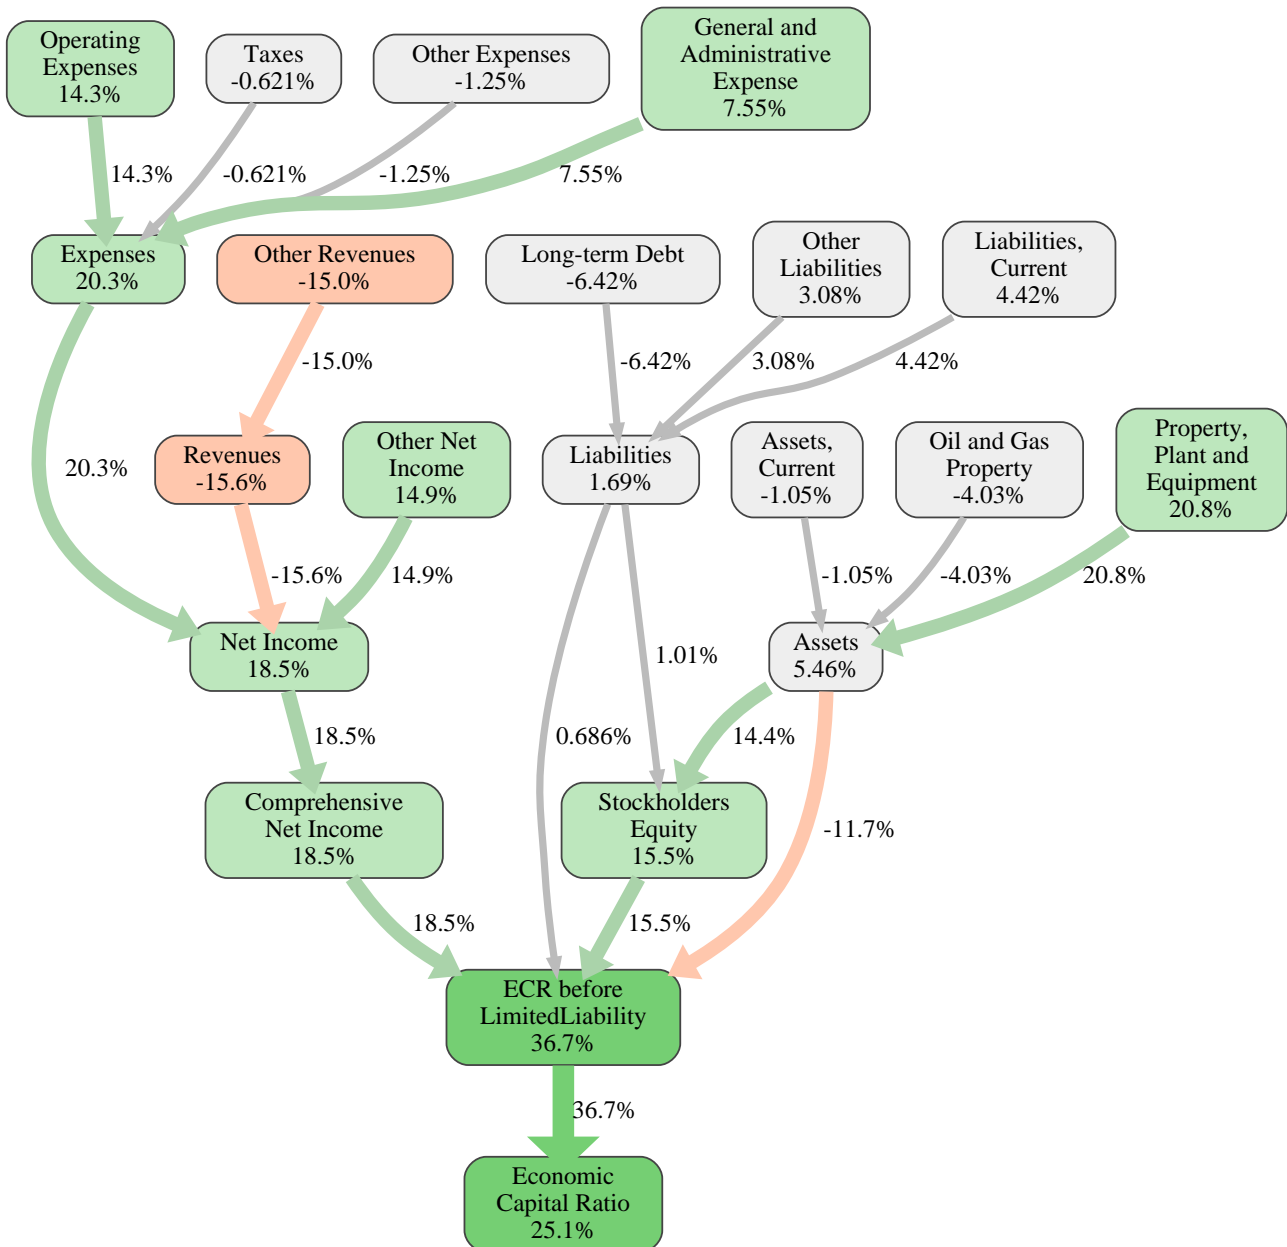 Operating
Expenses
14.3%
Taxes
-0.621%
Other Expenses
-1.25%
General and
Administrative
Expense
7.55%
14.3%
-0.621%
-1.25%
7.55%
Expenses
20.3%
Other Revenues
-15.0%
Long-term Debt
-6.42%
Other
Liabilities
3.08%
Liabilities,
Current
4.42%
-15.0%
-6.42%
3.08%
4.42%
20.3%
Revenues
-15.6%
Other Net
Income
14.9%
Liabilities
1.69%
Assets,
Current
-1.05%
Oil and Gas
Property
-4.03%
Property,
Plant and
Equipment
20.8%
-15.6%
14.9%
-1.05%
-4.03%
20.8%
Net Income
18.5%
1.01%
Assets
5.46%
18.5%
0.686%
14.4%
-11.7%
Comprehensive
Net Income
18.5%
Stockholders
Equity
15.5%
18.5%
15.5%
ECR before
LimitedLiability
36.7%
36.7%
Economic
Capital Ratio
25.1%